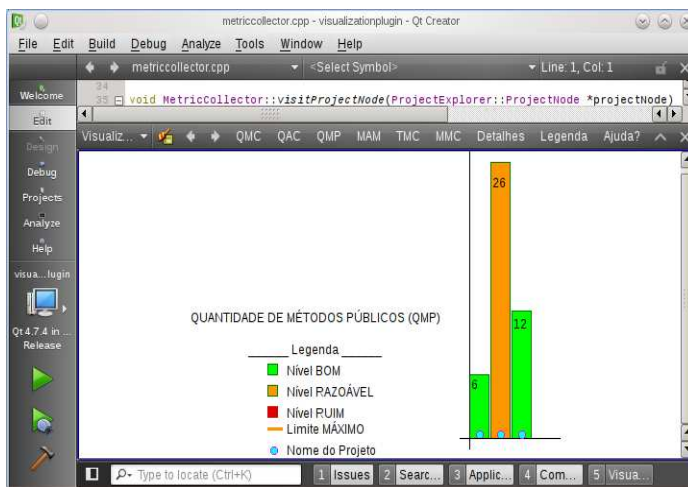 metriccollector.cpp - visualizationplugin - Qt Creator
File Edit Build Debug Analyze Tools Window Help
metriccollector.cpp <Select Symbol> Line: 1, Col: 1
34
35 void MetricCollector::visitProjectNode(ProjectExplorer::ProjectNode *projectNode)
Welcome
Edit
Design
Debug
Projects
Analyze
Help
visua...lugin
Qt 4.7.4 in ...
Release
Visualiz... QMC QAC QMP MAM TMC MMC Detalhes Legenda Ajuda?
26
12
6
QUANTIDADE DE MÉTODOS PÚBLICOS (QMP)
______ Legenda ______
Nível BOM
Nível RAZOÁVEL
Nível RUIM
Limite MÁXIMO
Nome do Projeto
Type to locate (Ctrl+K) 1 Issues 2 Searc... 3 Applic... 4 Com... 5 Visua...